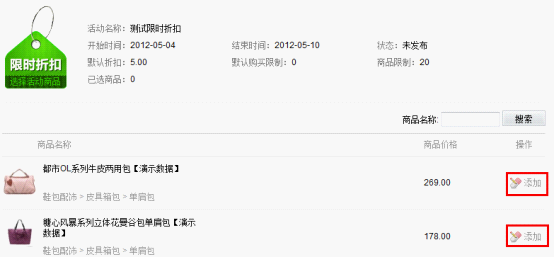 限时折扣
选择活动商品
活动名称: 测试限时折扣
开始时间: 2012-05-04 结束时间: 2012-05-10 状态: 未发布
默认折扣: 5.00 默认购买限制: 0 商品限制: 20
已选商品: 0
商品名称: 搜索
商品名称 商品价格 操作
都市OL系列牛皮两用包【演示数据】
269.00 添加
鞋包配饰 > 皮具箱包 > 单肩包
糖心风暴系列立体花曼谷包单肩包【演示
数据】
178.00 添加
鞋包配饰 > 皮具箱包 > 单肩包